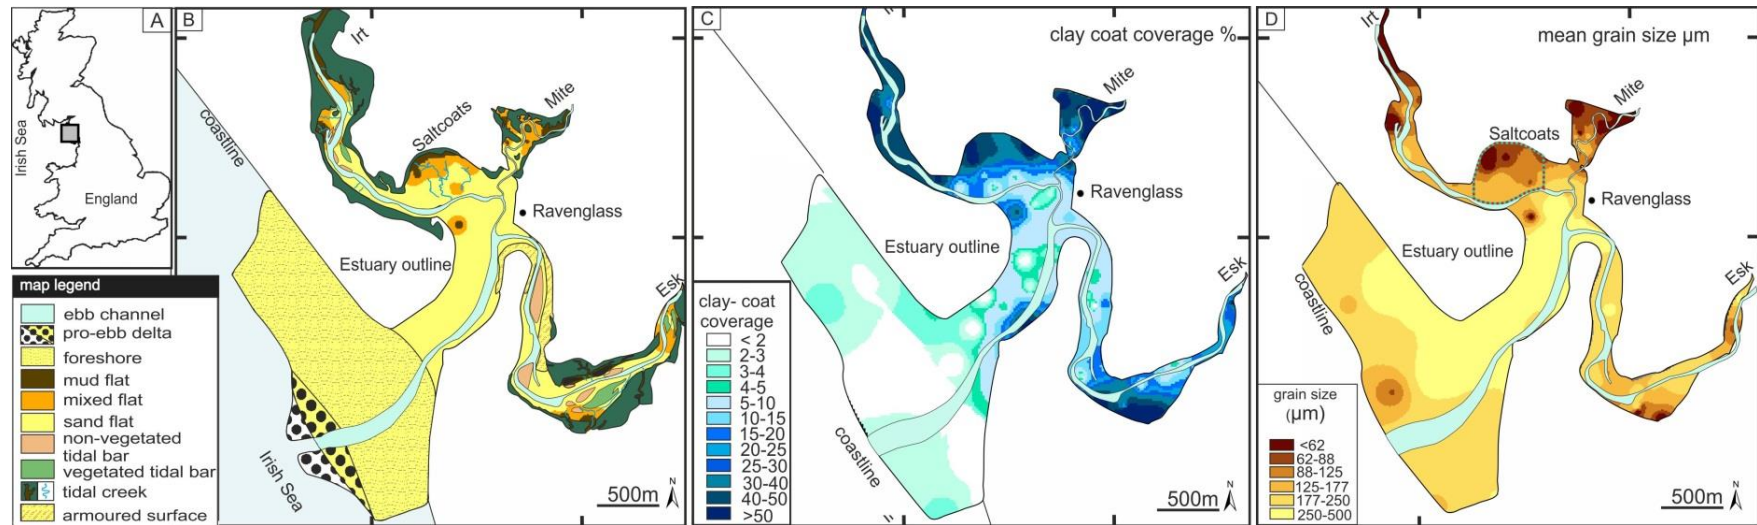 A
Irish Sea
England
map legend
ebb channel
pro-ebb delta
foreshore
mud flat
mixed flat
sand flat
non-vegetated
tidal bar
vegetated tidal bar
tidal creek
armoured surface
B
Irt
coastline
Saltcoats
Mite
Ravenglass
Estuary outline
Esk
Irish Sea
500m
N
C
clay coat coverage %
Ravenglass
Estuary outline
Esk
coastline
clay- coat
coverage
< 2
2-3
3-4
4-5
5-10
10-15
15-20
20-25
25-30
30-40
40-50
>50
500m
N
D
Irt
mean grain size µm
Mite
Saltcoats
Ravenglass
Estuary outline
coastline
Esk
grain size
(µm)
<62
62-88
88-125
125-177
177-250
250-500
500m
N